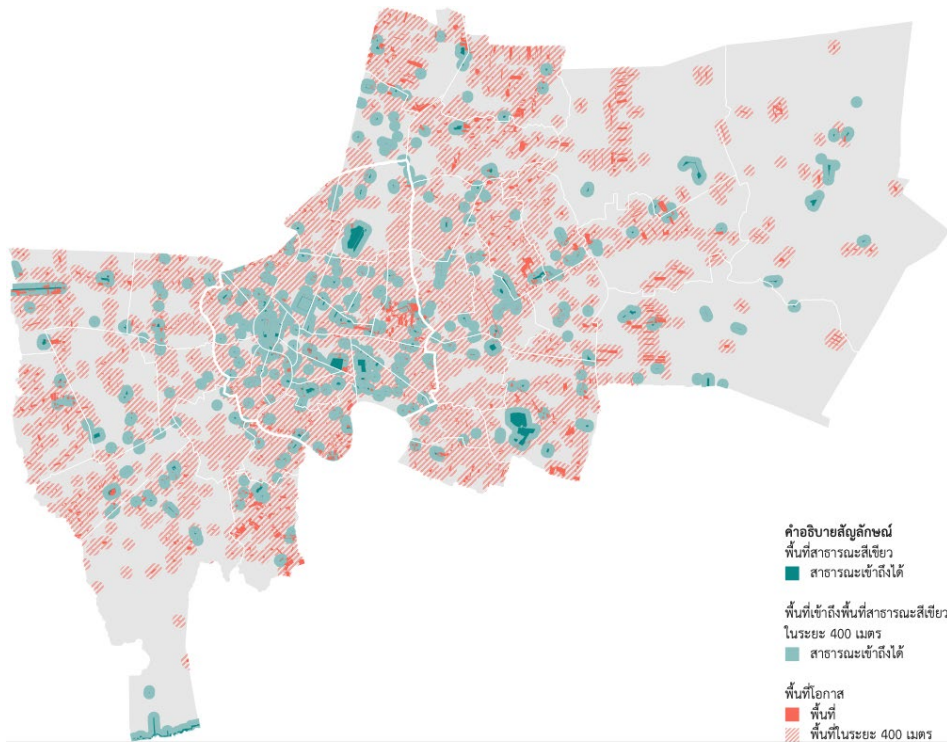 คำอธิบายสัญลักษณ์
พื้นที่สาธารณะสีเขียว
สาธารณะเข้าถึงได้
พื้นที่เข้าถึงพื้นที่สาธารณะสีเขียว
ในระยะ 400 เมตร
สาธารณะเข้าถึงได้
พื้นที่โอกาส
พื้นที่
พื้นที่ในระยะ 400 เมตร